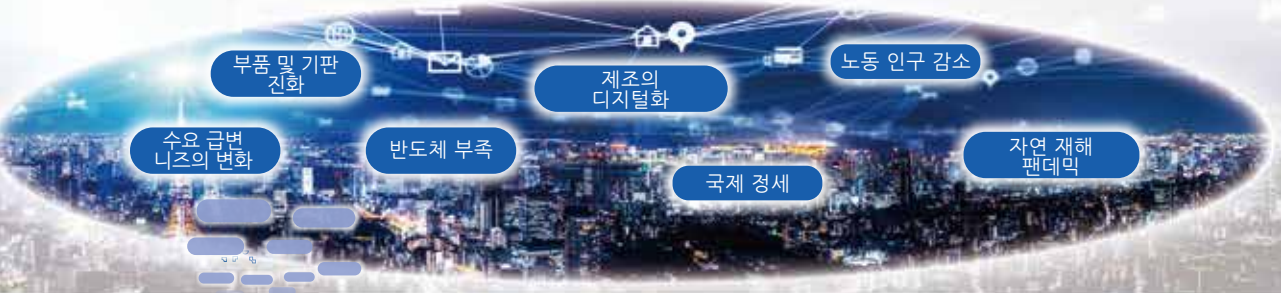 부품 및 기판
진화
제조의
디지털화
노동 인구 감소
수요 급변
니즈의 변화
반도체 부족
국제 정세
자연 재해
팬데믹